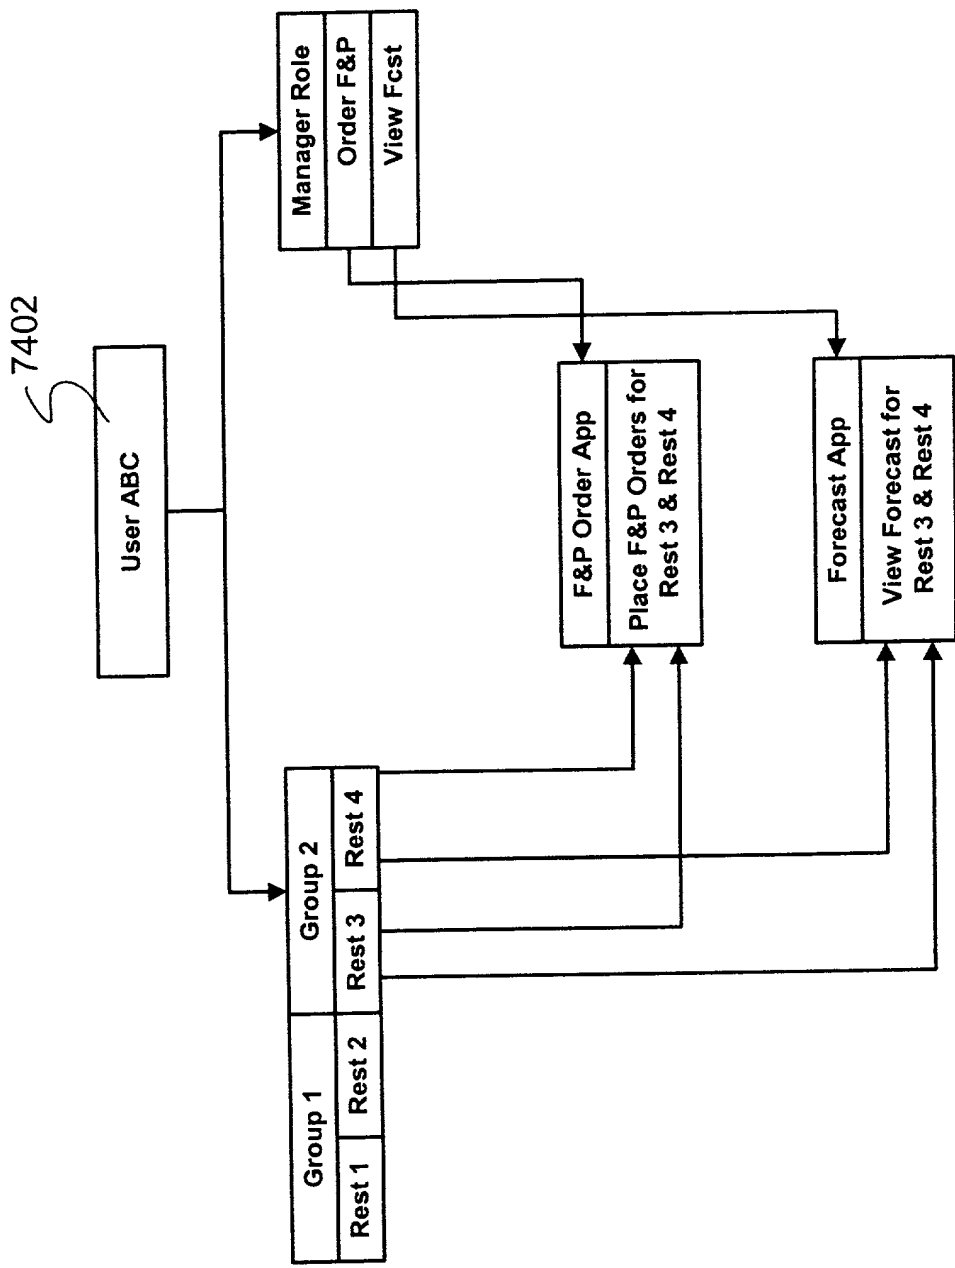 7402
User ABC
Group 1
Group 2
Rest 1
Rest 2
Rest 3
Rest 4
Manager Role
Order F&P
View Fcst
F&P Order App
Place F&P Orders for
Rest 3 & Rest 4
Forecast App
View Forecast for
Rest 3 & Rest 4